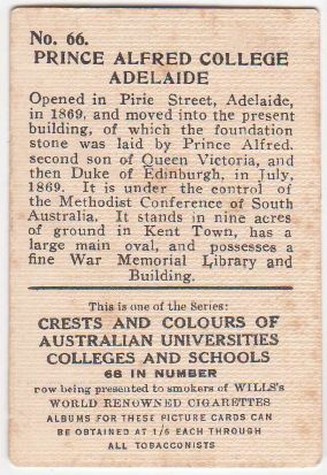 No. 66.
PRINCE ALFRED COLLEGE
ADELAIDE
Opened in Pirie Street, Adelaide,
in 1869, and moved into the present
building, of which the foundation
stone was laid by Prince Alfred.
second son of Queen Victoria, and
then Duke of Edinburgh, in July,
1869. It is under the control of
the Methodist Conference of South
Australia. It stands in nine acres
of ground in Kent Town, has a
large main oval, and possesses a
fine War Memorial Library and
Building.
This is one of the Series:
CRESTS AND COLOURS OF
AUSTRALIAN UNIVERSITIES
COLLEGES AND SCHOOLS
68 IN NUMBER
now being presented to smokers of WILLS's
WORLD RENOWNED CIGARETTES
ALBUMS FOR THESE PICTURE CARDS CAN
BE OBTAINED AT 1/6 EACH THROUGH
ALL TOBACCONISTS